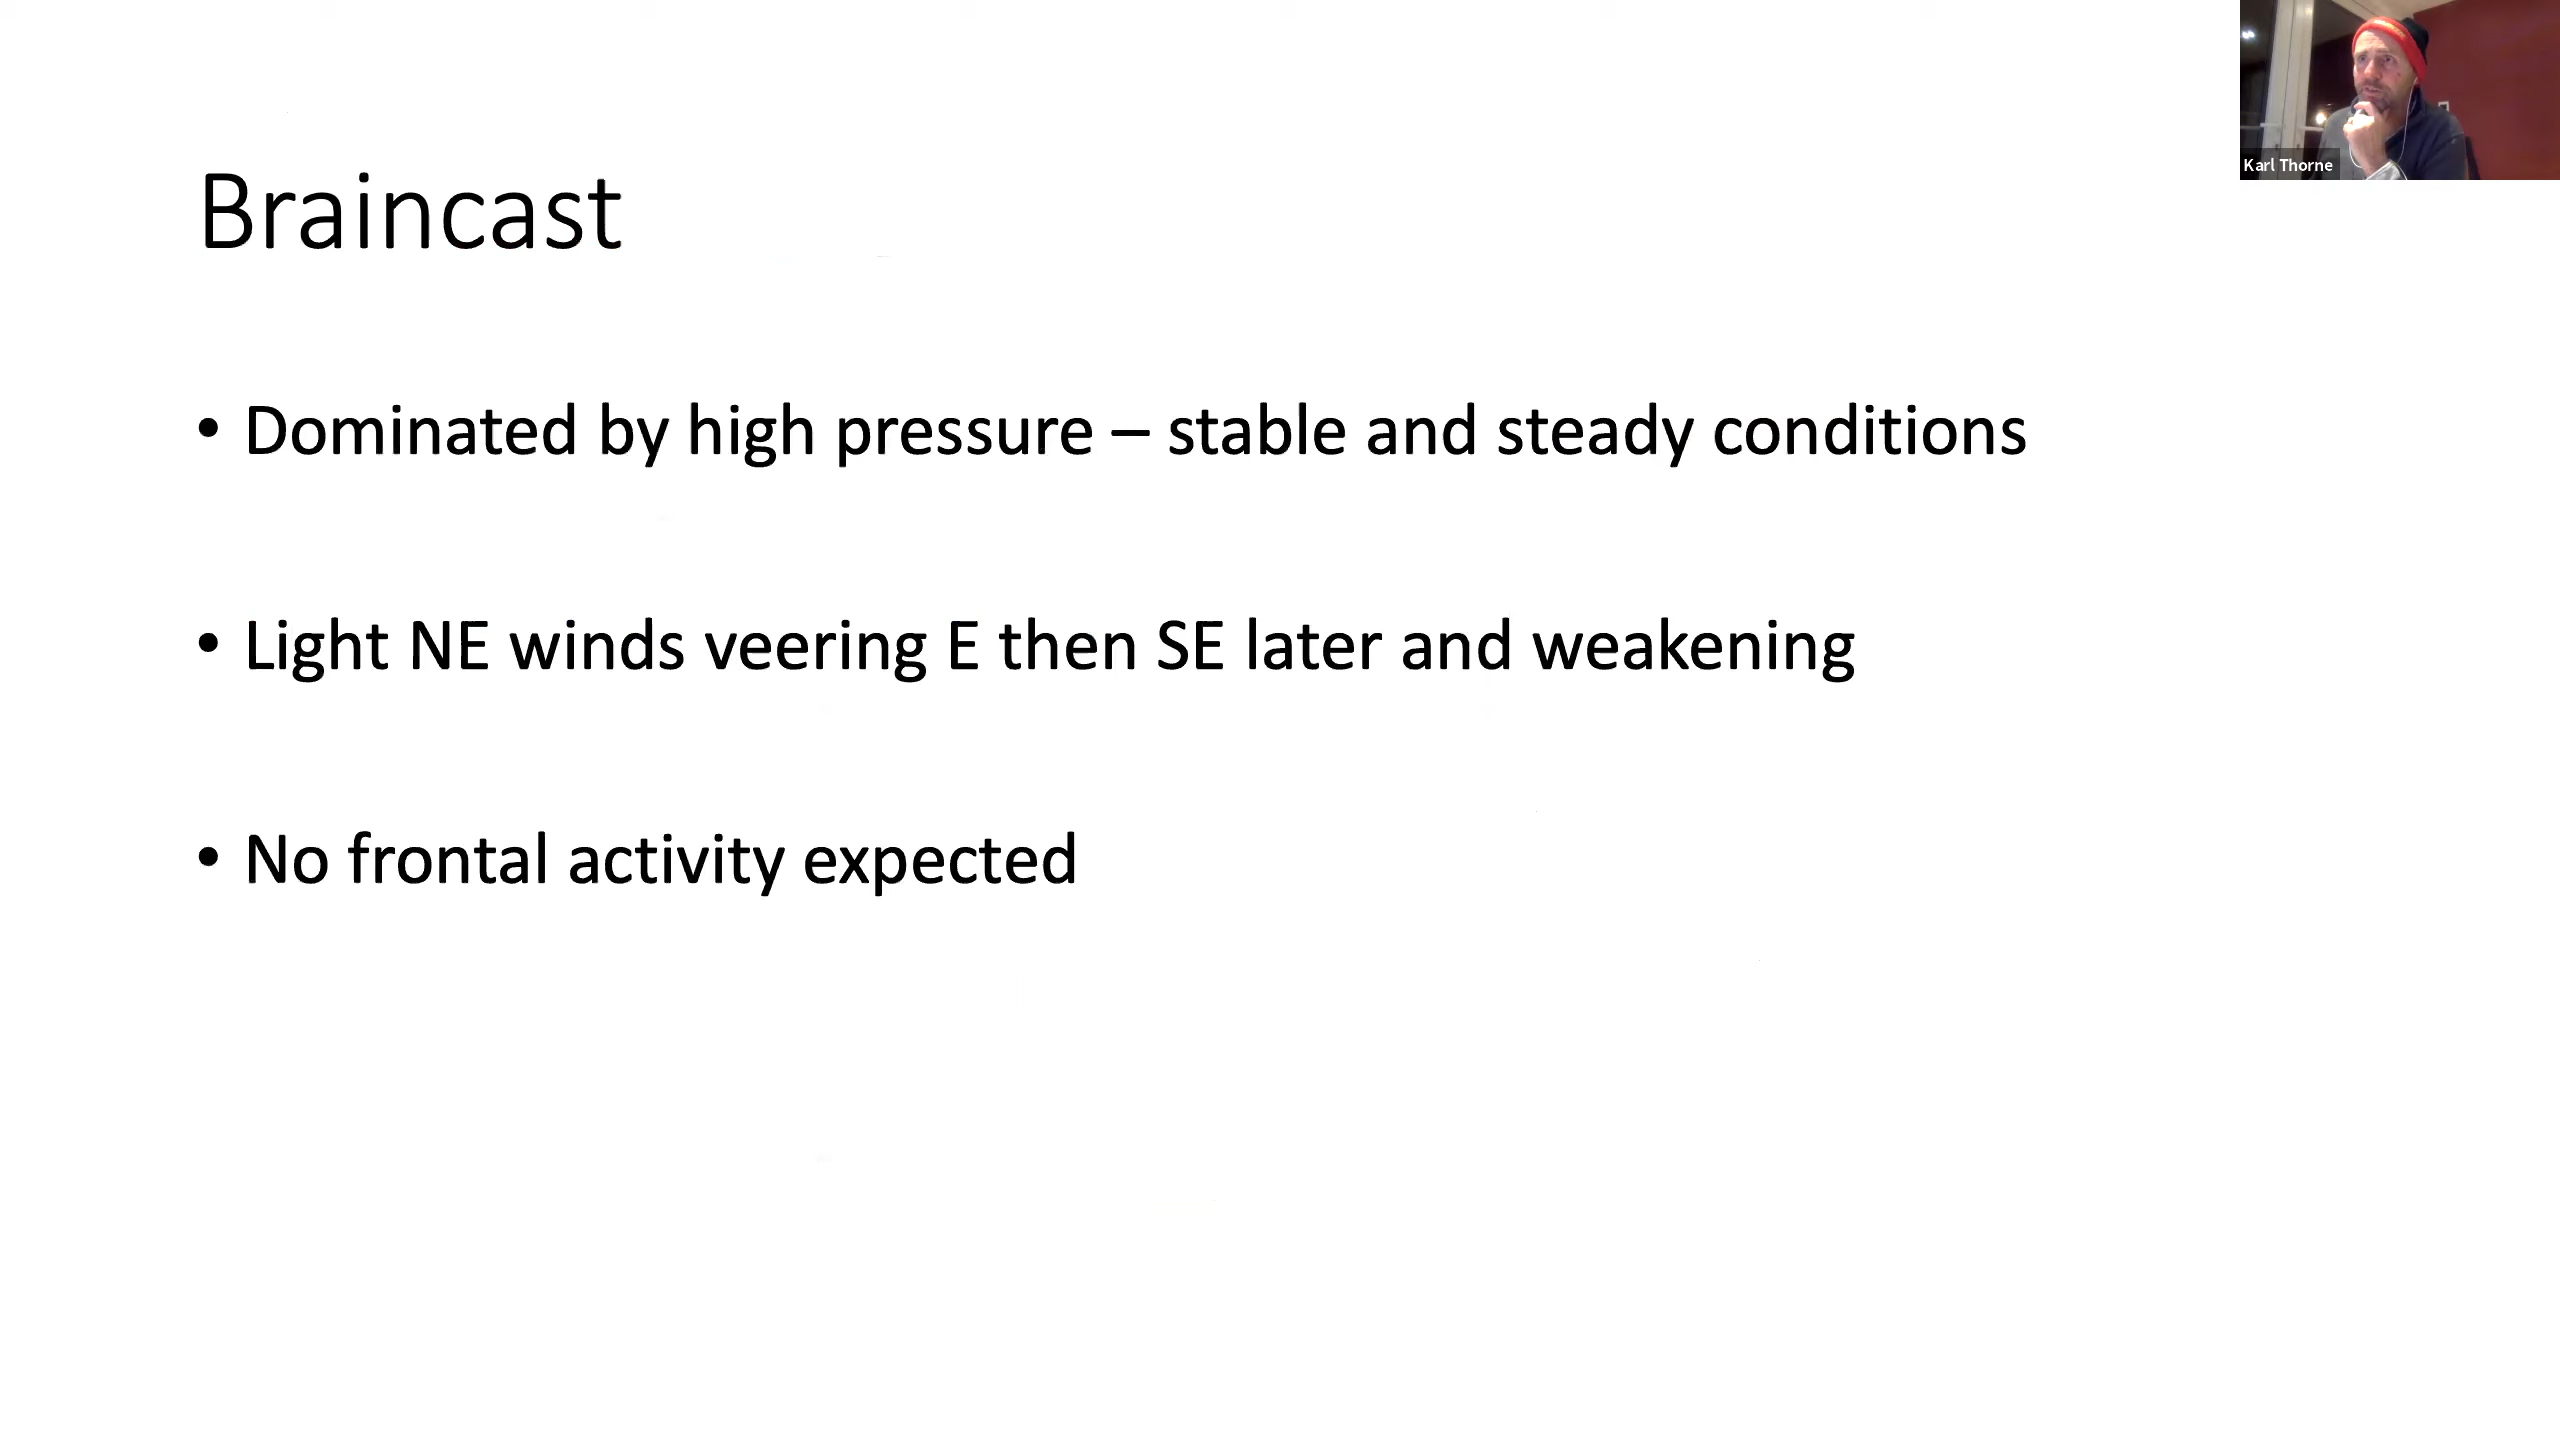 Karl Thorne
Braincast
• Dominated by high pressure – stable and steady conditions
• Light NE winds veering E then SE later and weakening
• No frontal activity expected